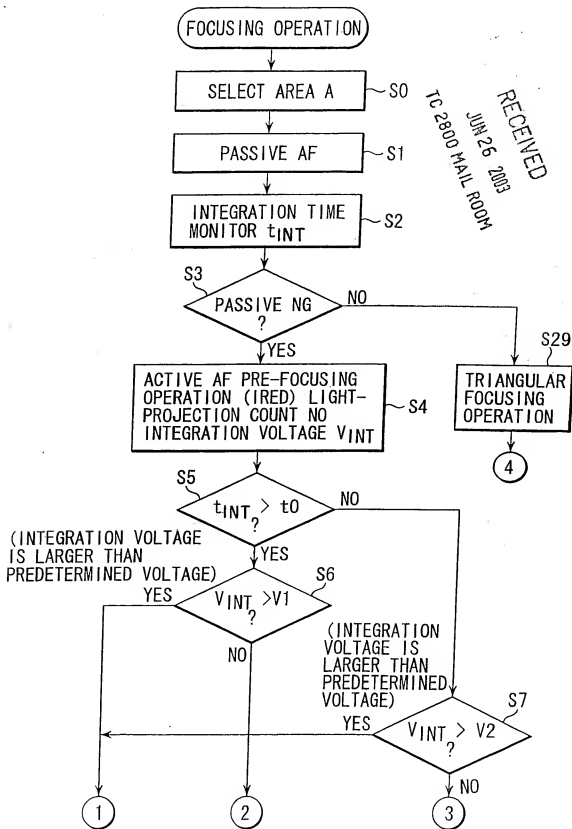 FOCUSING OPERATION
SELECT AREA A
S0
PASSIVE AF
S1
INTEGRATION TIME
MONITOR tINT
S2
RECEIVED
JUN 26 2003
TC 2800 MAIL ROOM
S3
PASSIVE NG
?
NO
YES
S29
TRIANGULAR
FOCUSING
OPERATION
4
ACTIVE AF PRE-FOCUSING
OPERATION (IRED) LIGHT-
PROJECTION COUNT NO
INTEGRATION VOLTAGE VINT
S4
S5
tINT > t0
?
NO
YES
(INTEGRATION VOLTAGE
IS LARGER THAN
PREDETERMINED VOLTAGE)
YES
S6
VINT >V1
?
NO
(INTEGRATION
VOLTAGE IS
LARGER THAN
PREDETERMINED
VOLTAGE)
YES
S7
VINT > V2
?
NO
1
2
3